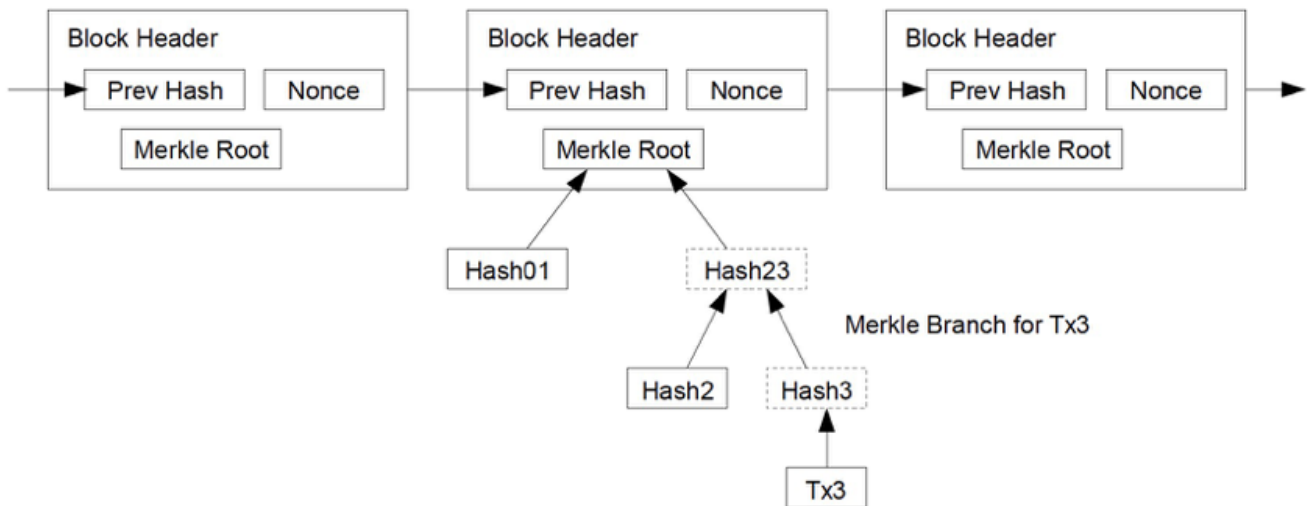 Block Header
Prev Hash
Nonce
Merkle Root
Block Header
Prev Hash
Nonce
Merkle Root
Block Header
Prev Hash
Nonce
Merkle Root
Hash01
Hash23
Merkle Branch for Tx3
Hash2
Hash3
Tx3